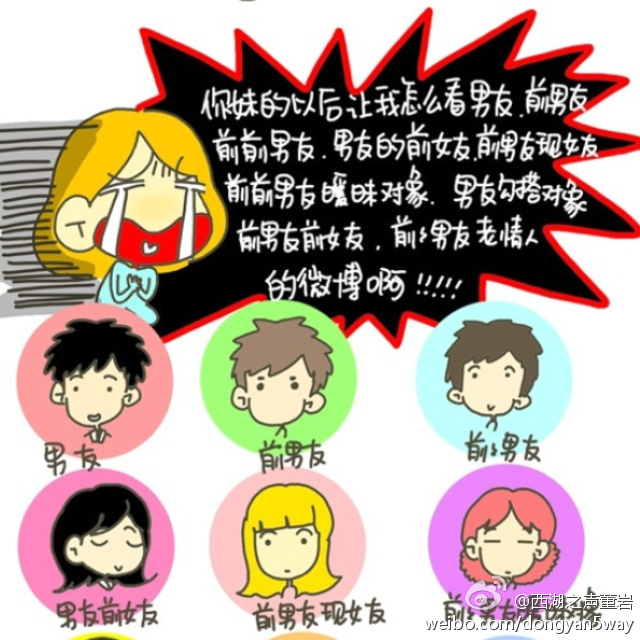 你妹的以后让我怎么看男友.前男友
前前男友.男友的前女友.前男友现女友
前前男友暧昧对象.男友勾搭对象
前男友前女友,前々男友老情人
的微博啊!!!!!
男友
前男友
前々男友
男友前女友
前男友现女友
@西湖之声董岩
weibo.com/dongyan5way